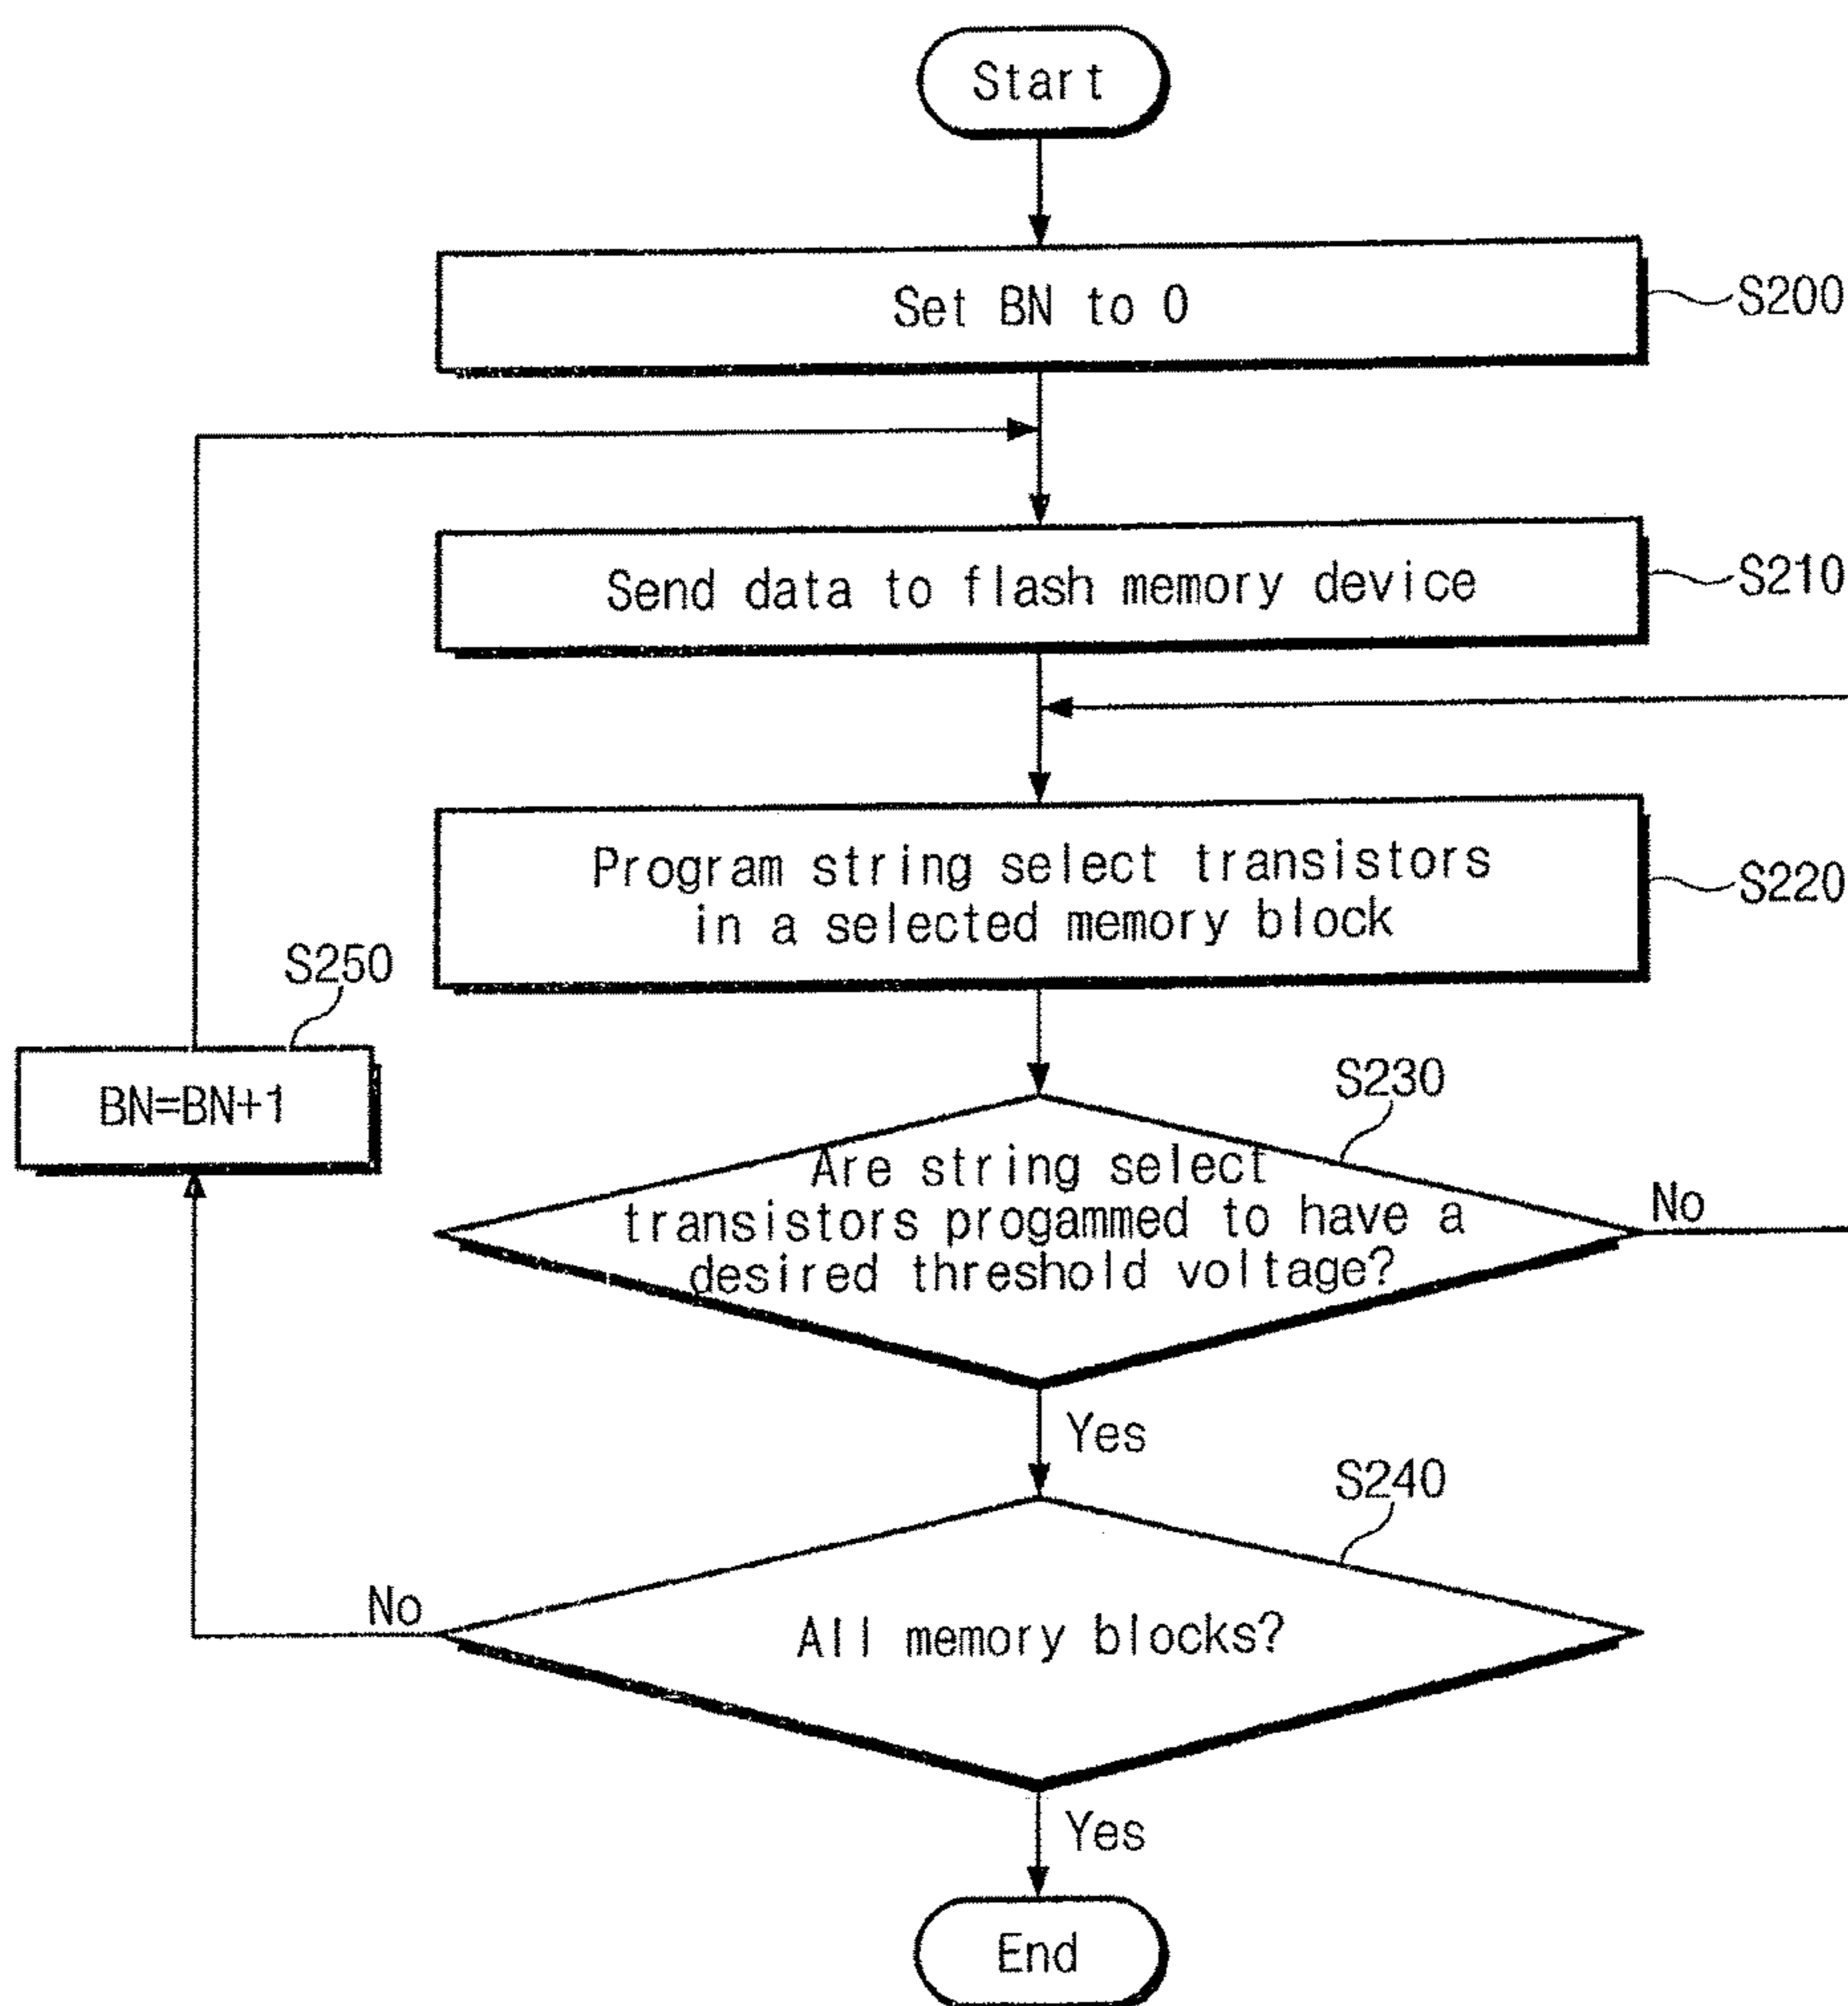 Start
Set BN to 0
S200
Send data to flash memory device
S210
Program string select transistors
in a selected memory block
S220
S250
BN=BN+1
S230
Are string select
transistors progammed to have a
desired threshold voltage?
No
Yes
S240
All memory blocks?
No
Yes
End